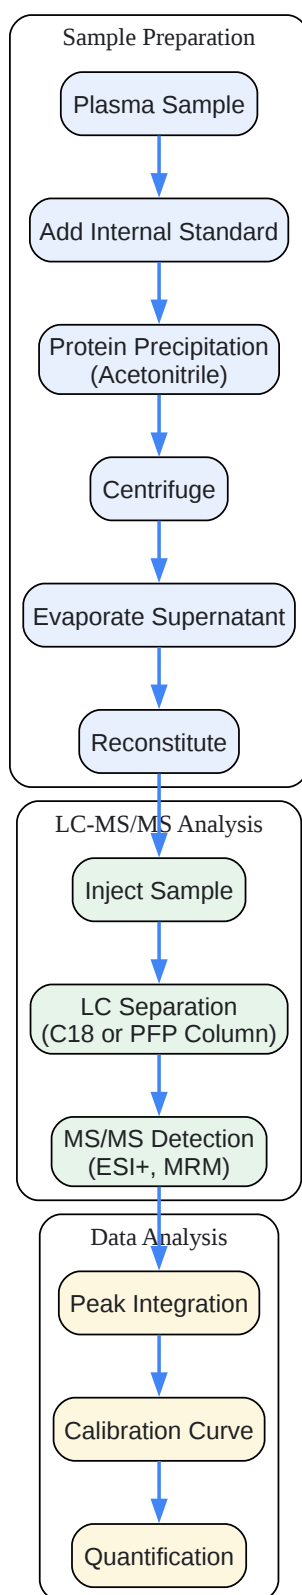 Sample Preparation
Plasma Sample
Add Internal Standard
Protein Precipitation
(Acetonitrile)
Centrifuge
Evaporate Supernatant
Reconstitute
LC-MS/MS Analysis
Inject Sample
LC Separation
(C18 or PFP Column)
MS/MS Detection
(ESI+, MRM)
Data Analysis
Peak Integration
Calibration Curve
Quantification